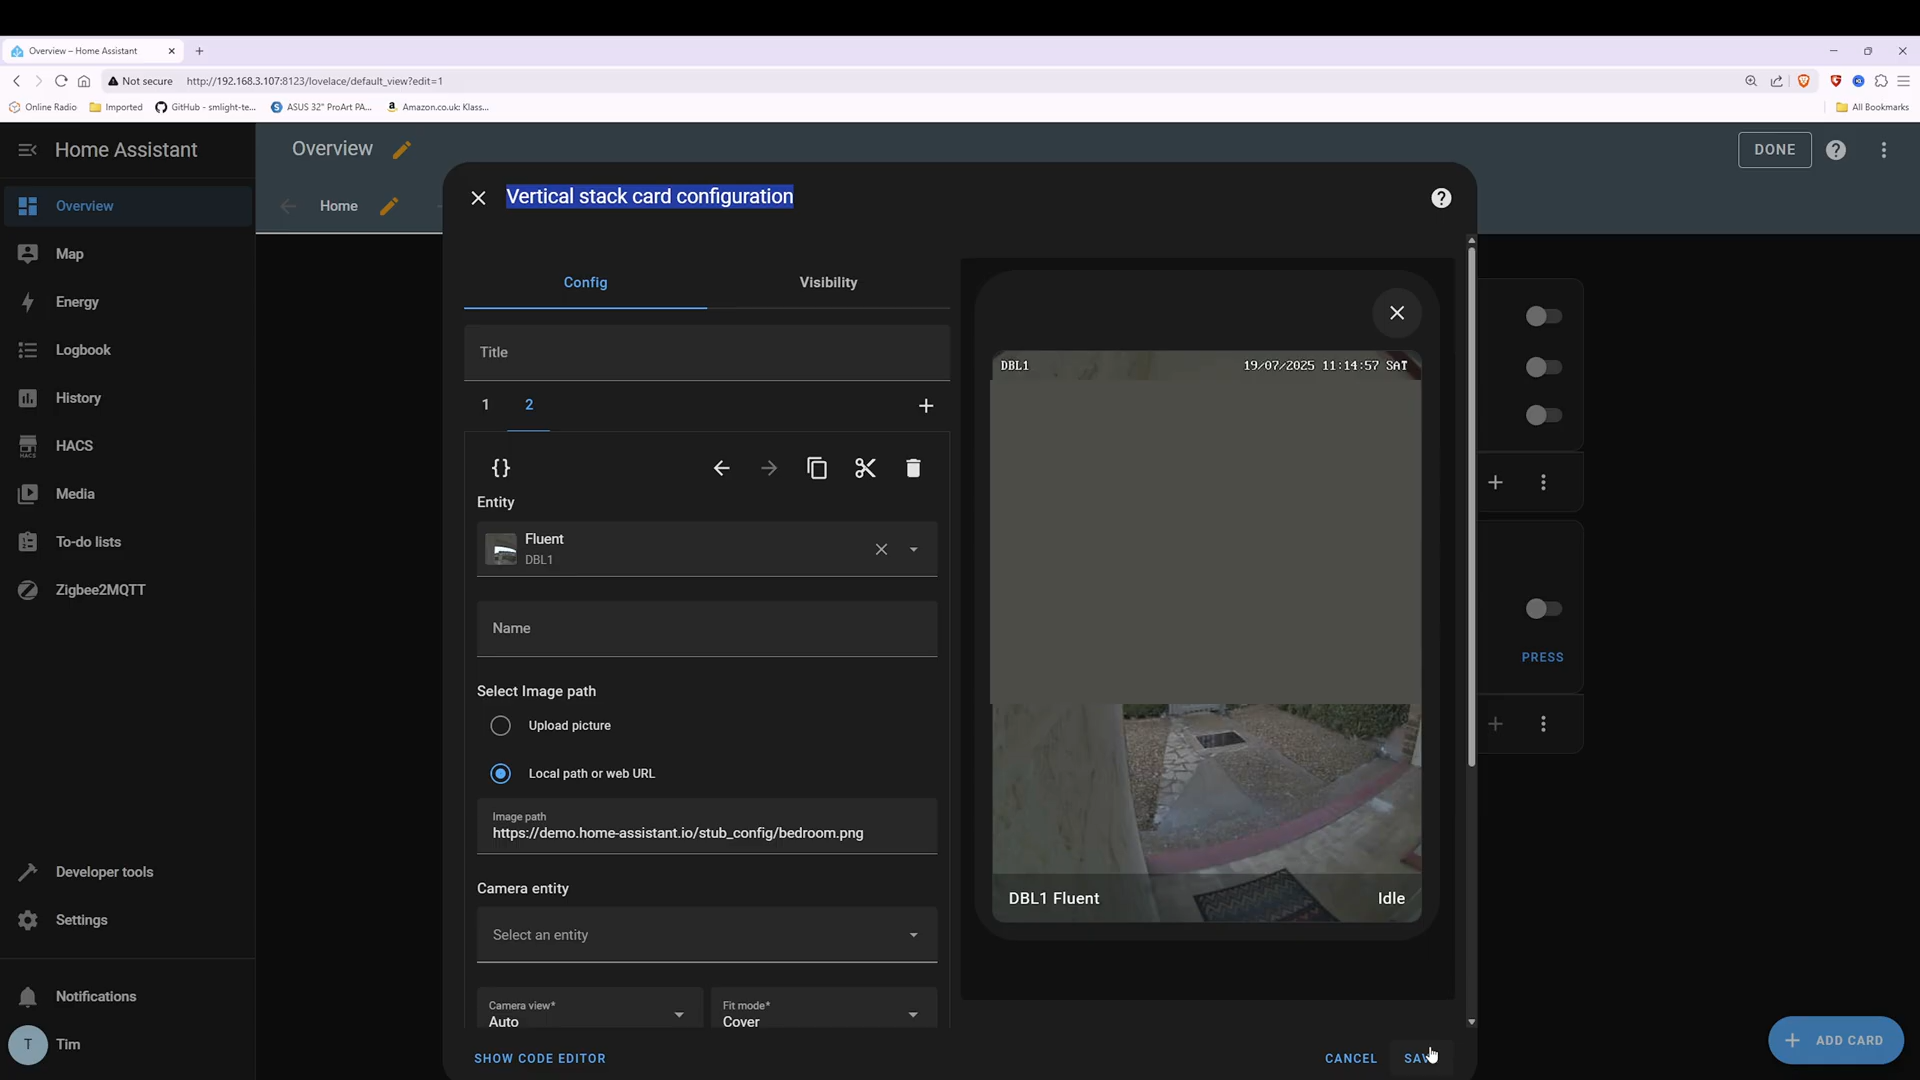 Overview – Home Assistant
Not secure
http://192.168.3.107:8123/lovelace/default_view?edit=1
Online Radio
Imported
GitHub - smlight-te...
ASUS 32" ProArt PA...
Amazon.co.uk: Klass...
All Bookmarks
Home Assistant
Overview
DONE
Home
Overview
Map
Energy
Logbook
History
HACS
Media
To-do lists
Zigbee2MQTT
Developer tools
Settings
Notifications
T
Tim
Vertical stack card configuration
Config
Visibility
Title
1
2
Entity
Fluent
DBL1
Name
Select Image path
Upload picture
Local path or web URL
Image path
https://demo.home-assistant.io/stub_config/bedroom.png
Camera entity
Select an entity
Camera view*
Auto
Fit mode*
Cover
SHOW CODE EDITOR
CANCEL
DBL1
19/07/2025 11:14:57 SAT
DBL1 Fluent
Idle
PRESS
ADD CARD